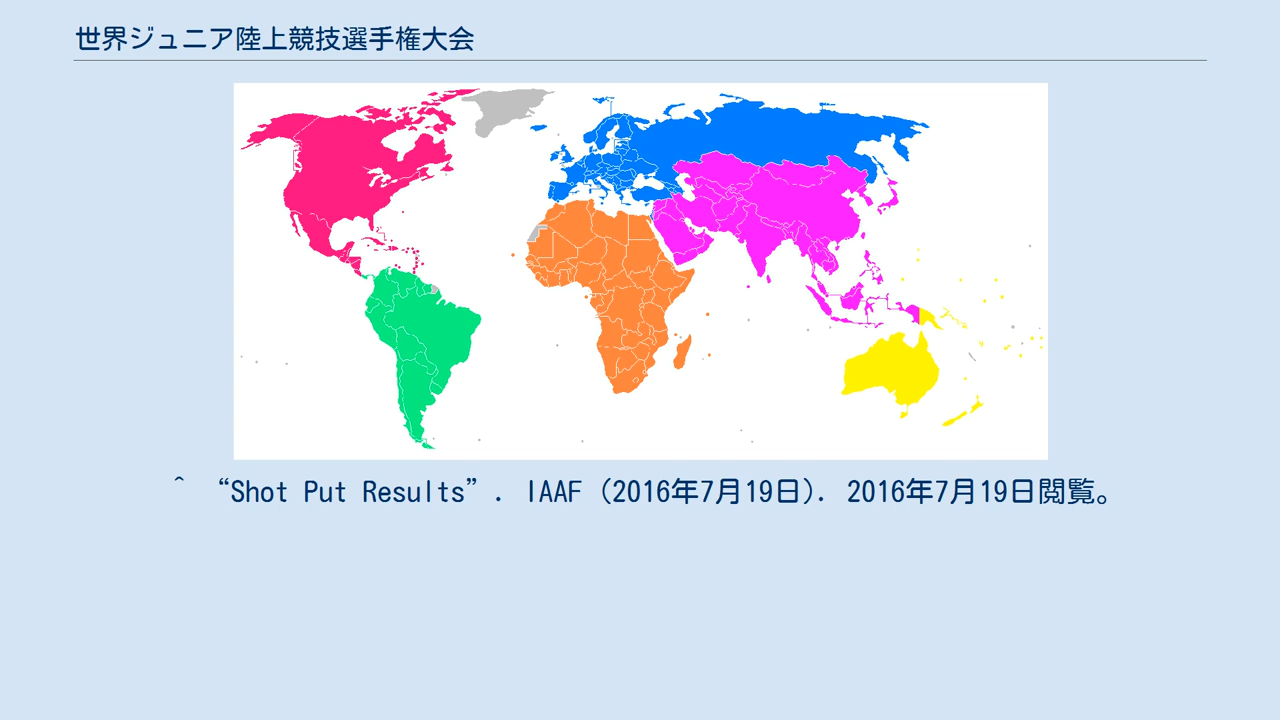 世界ジュニア陸上競技選手権大会
^ “Shot Put Results”. IAAF (2016年7月19日). 2016年7月19日閲覧。